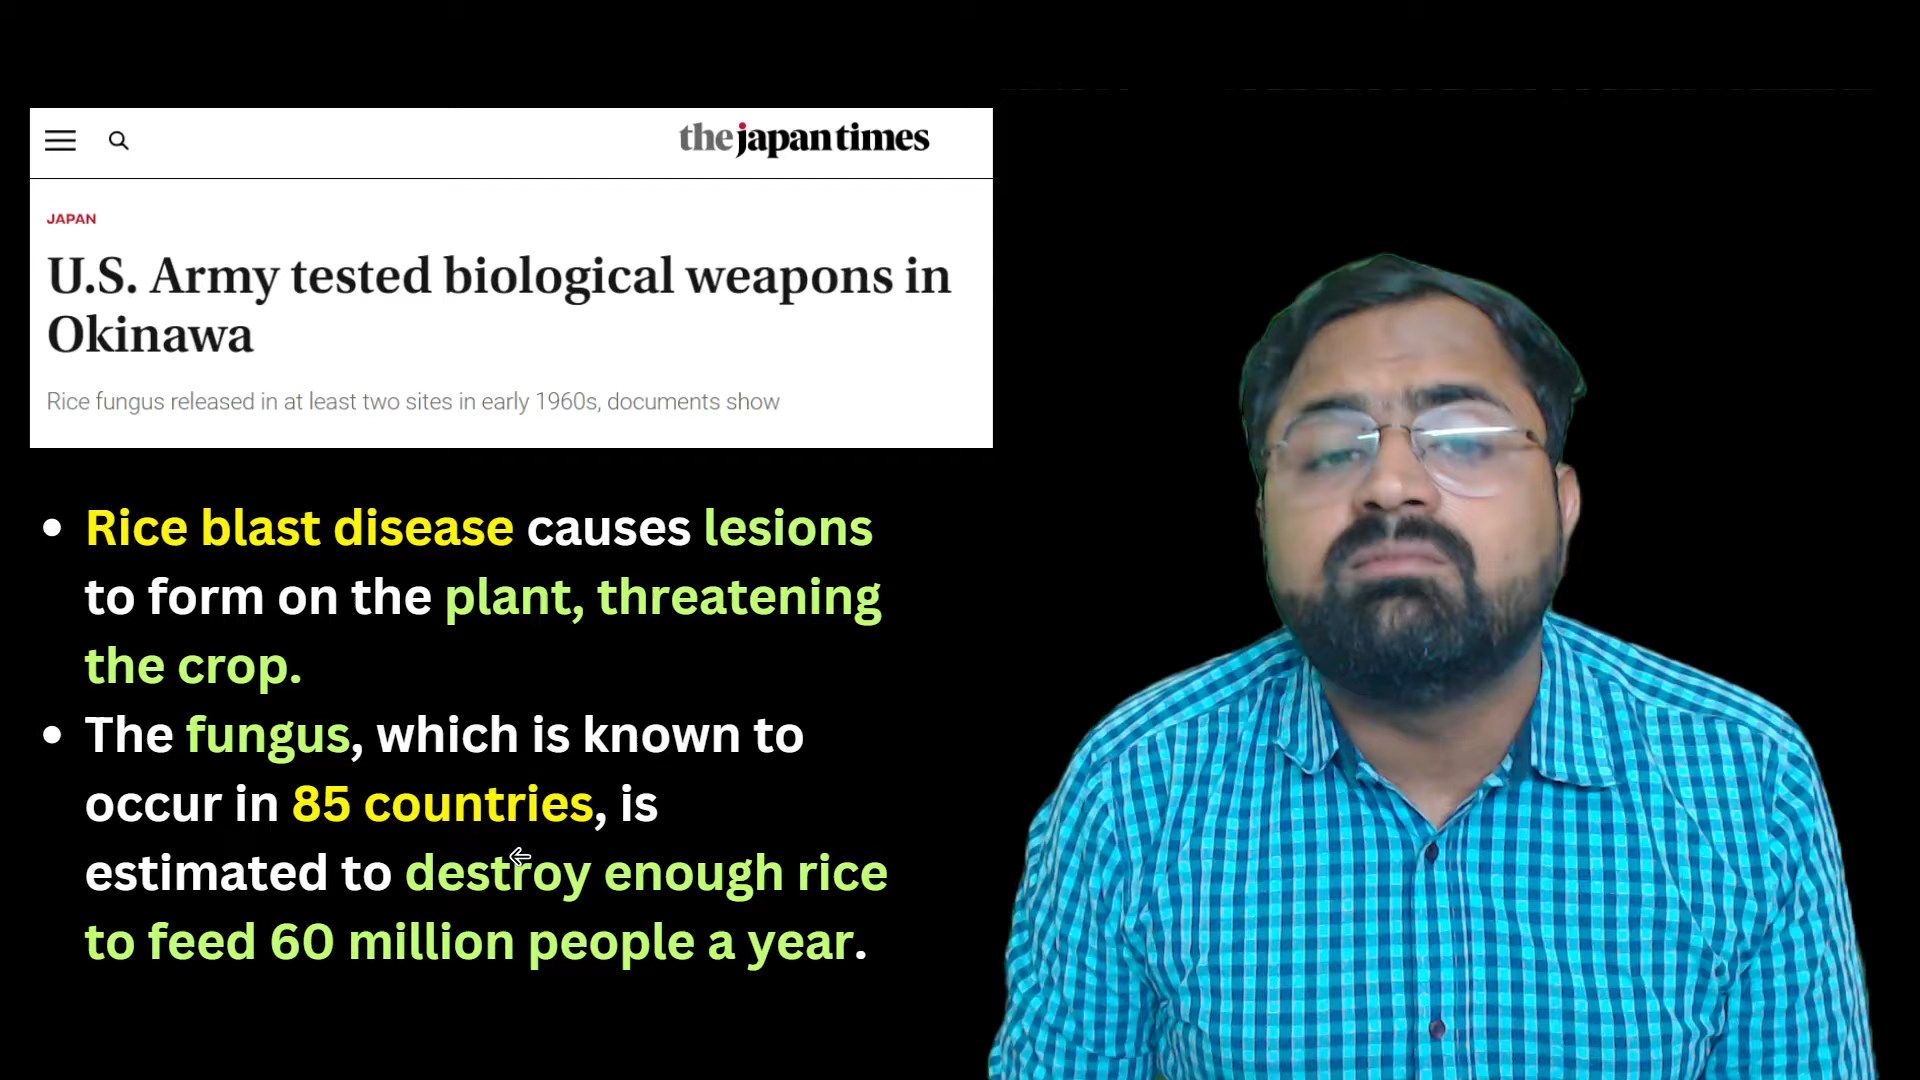 the japan times
JAPAN
U.S. Army tested biological weapons in
Okinawa
Rice fungus released in at least two sites in early 1960s, documents show
• Rice blast disease causes lesions
to form on the plant, threatening
the crop.
• The fungus, which is known to
occur in 85 countries, is
estimated to destroy enough rice
to feed 60 million people a year.